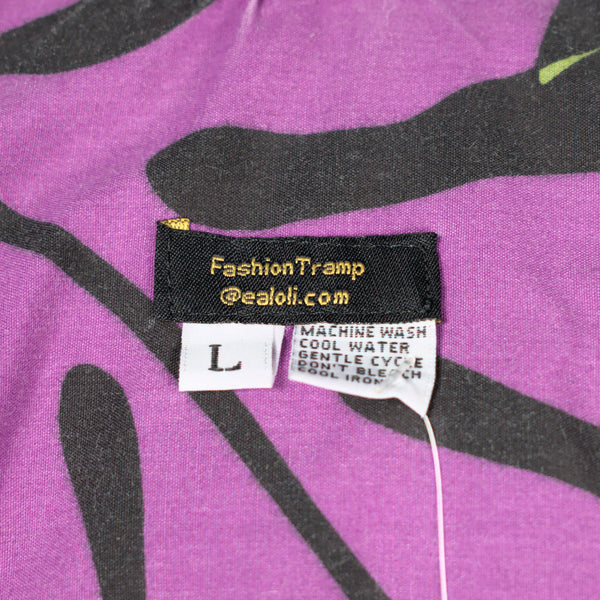 FashionTramp
@ealoli.com
L
MACHINE WASH
COOL WATER
GENTLE CYCLE
DON'T BLEACH
COOL IRON